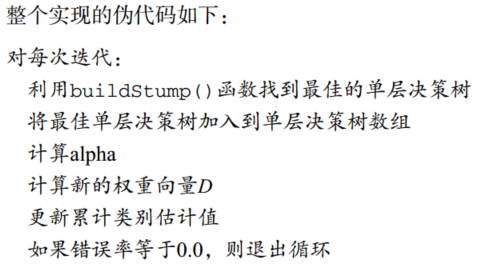 整个实现的伪代码如下：
对每次迭代：
利用buildStump()函数找到最佳的单层决策树
将最佳单层决策树加入到单层决策树数组
计算alpha
计算新的权重向量D
更新累计类别估计值
如果错误率等于0.0，则退出循环